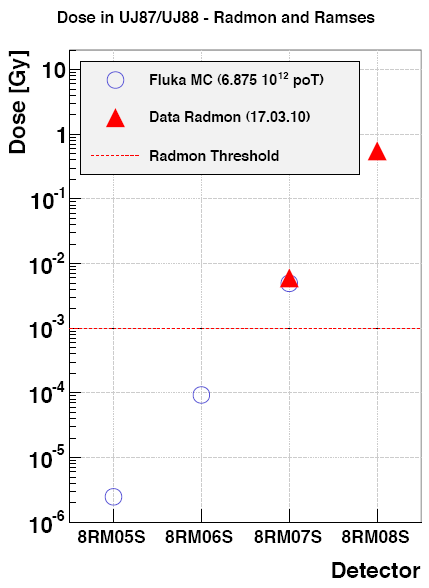 Dose in UJ87/UJ88 - Radmon and Ramses
Dose [Gy]
Fluka MC (6.875 10¹² poT)
Data Radmon (17.03.10)
Radmon Threshold
10
1
10⁻¹
10⁻²
10⁻³
10⁻⁴
10⁻⁵
10⁻⁶
8RM05S 8RM06S 8RM07S 8RM08S
Detector